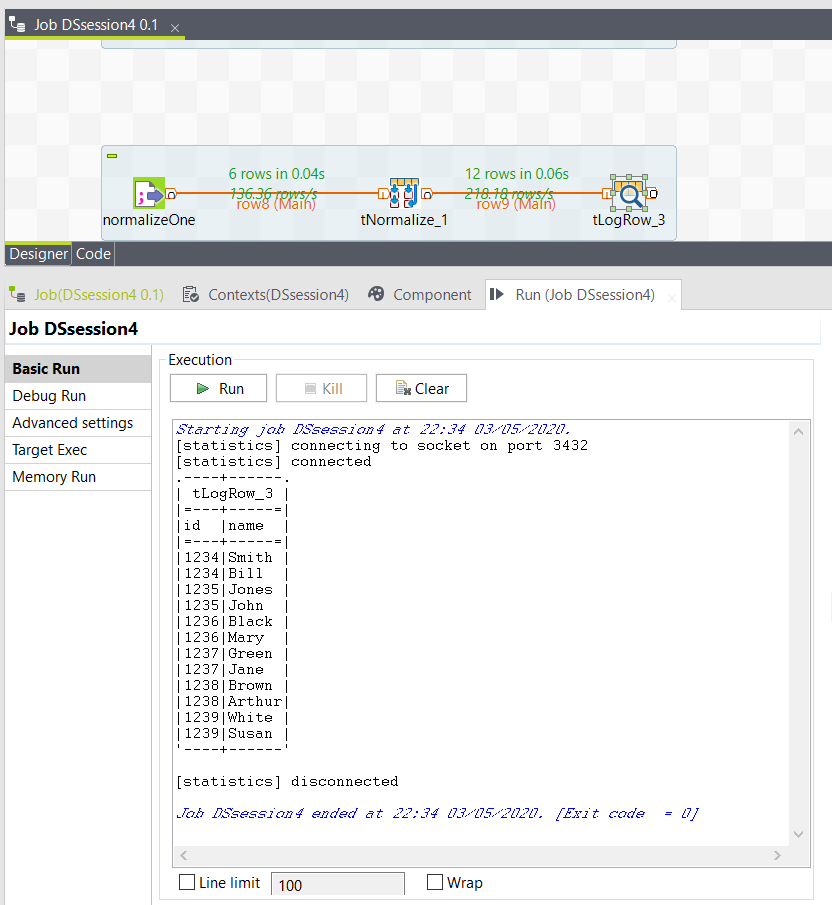 Job DSsession4 0.1
6 rows in 0.04s
12 rows in 0.06s
136.36 rows/s
218.18 rows/s
row8 (Main)
row9 (Main)
normalizeOne
tNormalize_1
tLogRow_3
Designer
Code
Job(DSsession4 0.1)
Contexts(DSsession4)
Component
Run (Job DSsession4)
Job DSsession4
Basic Run
Debug Run
Advanced settings
Target Exec
Memory Run
Execution
Run
Kill
Clear
Starting job DSsession4 at 22:34 03/05/2020.
[statistics] connecting to socket on port 3432
[statistics] connected
.----+------.
| tLogRow_3 |
|=----+-----=|
|id |name |
|=----+-----=|
|1234|Smith |
|1234|Bill |
|1235|Jones |
|1235|John |
|1236|Black |
|1236|Mary |
|1237|Green |
|1237|Jane |
|1238|Brown |
|1238|Arthur|
|1239|White |
|1239|Susan |
'----+------'
[statistics] disconnected
Job DSsession4 ended at 22:34 03/05/2020. [Exit code = 0]
Line limit
100
Wrap